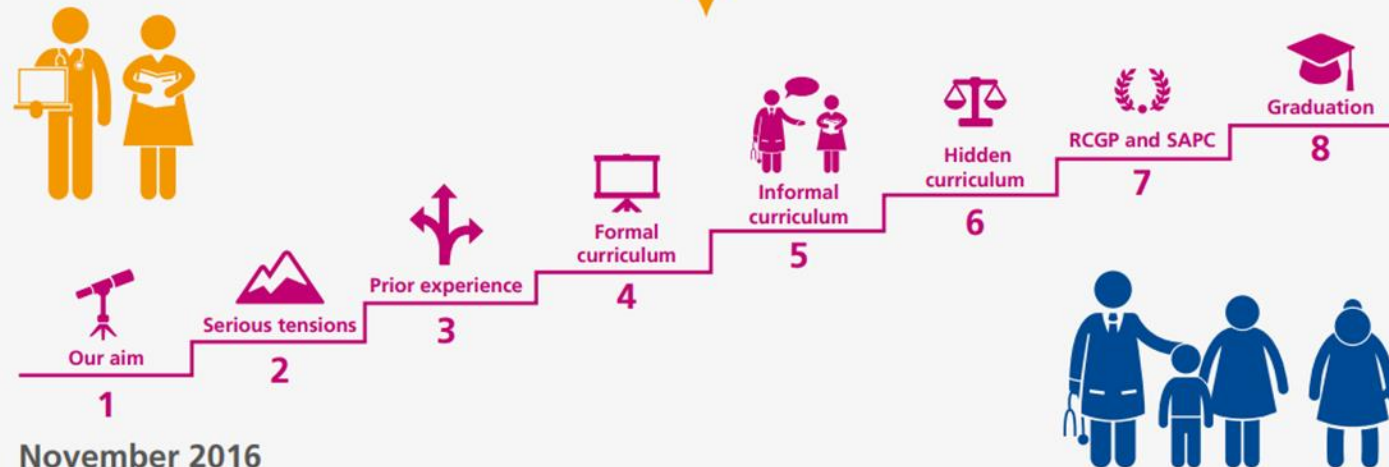 Our aim
1
Serious tensions
2
Prior experience
3
Formal
curriculum
4
Informal
curriculum
5
Hidden
curriculum
6
RCGP and SAPC
7
Graduation
8
November 2016